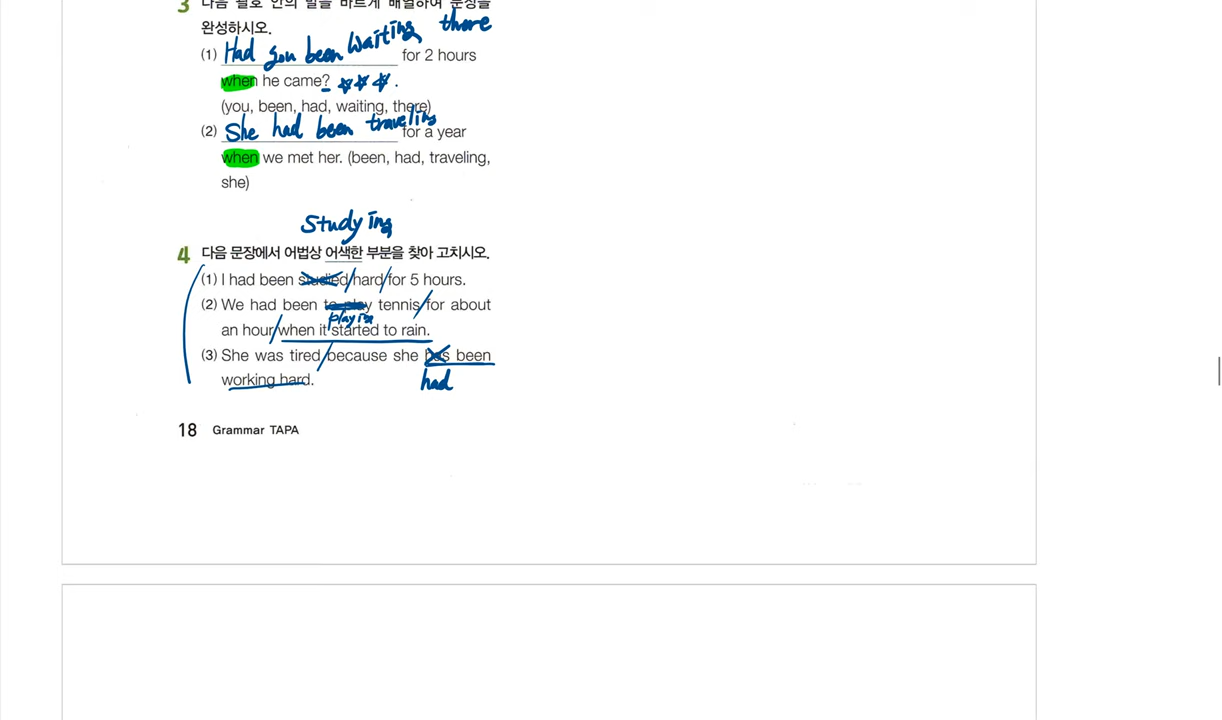 3 다음 괄호 안의 말을 바르게 배열하여 문장을
완성하시오.
(1) Had you been waiting there for 2 hours
when he came?
(you, been, had, waiting, there)
(2) She had been traveling for a year
when we met her. (been, had, traveling,
she)
studying
4 다음 문장에서 어법상 어색한 부분을 찾아 고치시오.
(1) I had been studied/hard/for 5 hours.
(2) We had been to play tennis/for about
playing
an hour/when it started to rain.
(3) She was tired/because she has been
working hard. had
18 Grammar TAPA